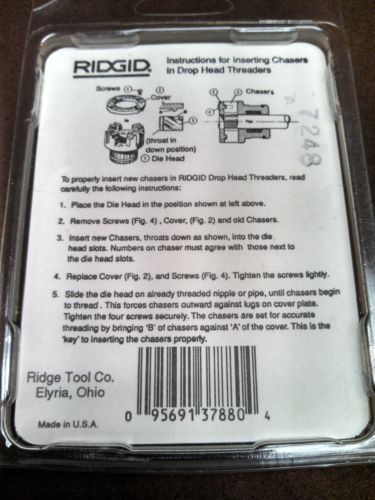 RIDGID.
Instructions for Inserting Chasers
In Drop Head Threaders
Screws
Cover
Chasers
Pipe
(throat in
down position)
Die Head
7248
To properly insert new chasers in RIDGID Drop Head Threaders, read
carefully the following instructions:
1. Place the Die Head in the position shown at left above.
2. Remove Screws (Fig. 4) , Cover, (Fig. 2) and old Chasers.
3. Insert new Chasers, throats down as shown, into the die
head slots. Numbers on chaser must agree with those next to
the die head slots.
4. Replace Cover (Fig. 2), and Screws (Fig. 4). Tighten the screws lightly.
5. Slide the die head on already threaded nipple or pipe, until chasers begin
to thread . This forces chasers outward against lugs on cover plate.
Tighten the four screws securely. The chasers are set for accurate
threading by bringing 'B' of chasers against 'A' of the cover. This is the
'key' to inserting the chasers properly.
Ridge Tool Co.
Elyria, Ohio
Made in U.S.A.
0 95691 37880 4